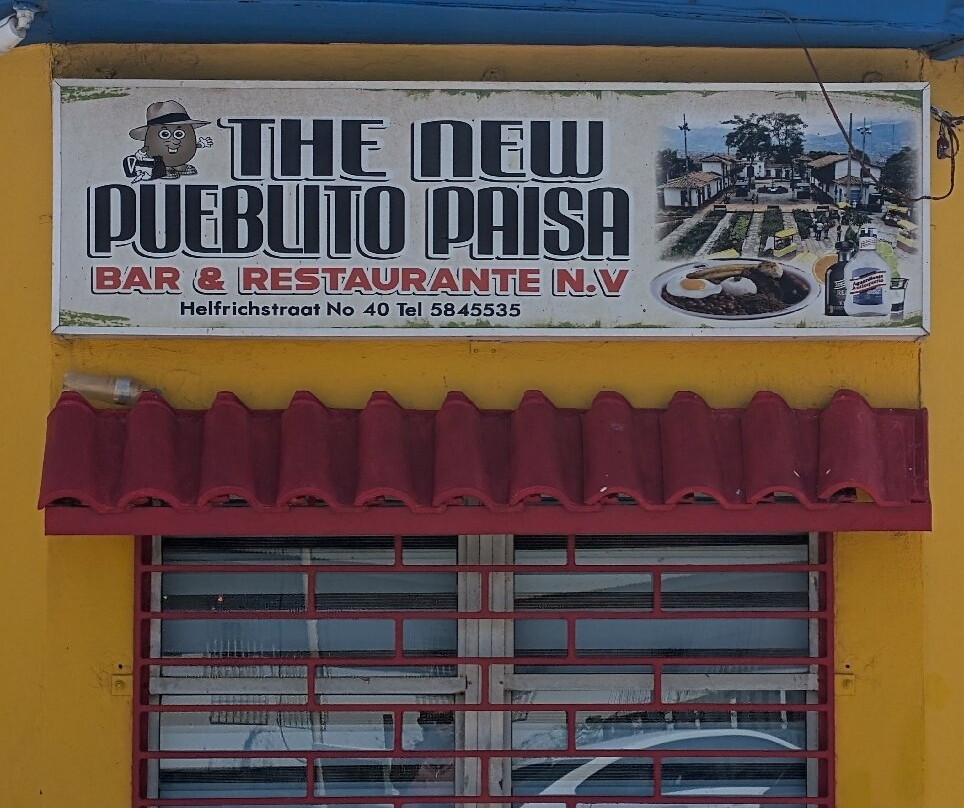 THE NEW
PUEBLITO PAISA
BAR & RESTAURANTE N.V
Helfrichstraat No 40 Tel 5845535